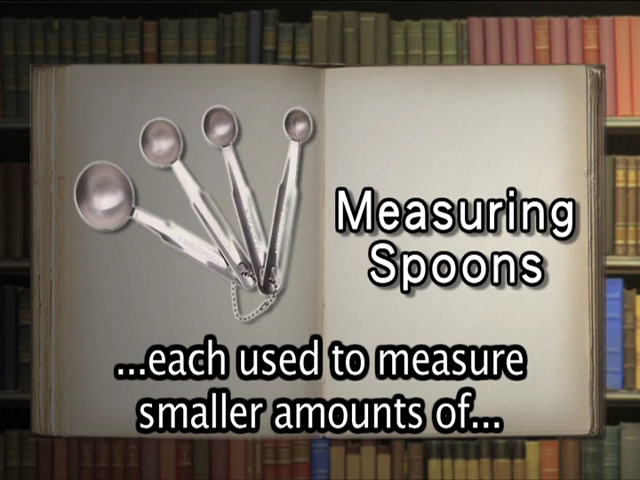 Measuring
Spoons
...each used to measure
smaller amounts of...